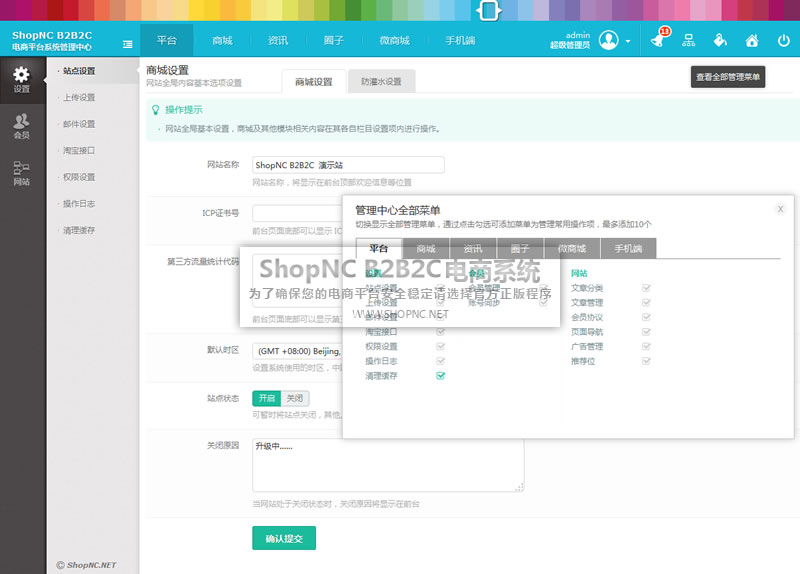 ShopNC B2B2C
电商平台系统管理中心
平台 商城 资讯 圈子 微商城 手机端
admin
超级管理员
13
设置
会员
网站
站点设置
上传设置
邮件设置
淘宝接口
权限设置
操作日志
清理缓存
© ShopNC.NET
商城设置
网站全局内容基本选项设置
商城设置 防灌水设置
查看全部管理菜单
操作提示
网站全局基本设置，商城及其他模块相关内容在其各自栏目设置项内进行操作。
网站名称
ShopNC B2B2C 演示站
网站名称，将显示在前台顶部欢迎信息等位置
ICP证书号
前台页面底部可以显示 IC
第三方流量统计代码
前台页面底部可以显示第
默认时区
(GMT +08:00) Beijing,
设置系统使用的时区，中
站点状态
开启 关闭
可暂时将站点关闭，其他
关闭原因
升级中......
当网站处于关闭状态时，关闭原因将显示在前台
确认提交
管理中心全部菜单
X
切换显示全部管理菜单，通过点击勾选可添加菜单为管理常用操作项，最多添加10个
平台 商城 资讯 圈子 微商城 手机端
设置
站点设置
上传设置
邮件设置
淘宝接口
权限设置
操作日志
清理缓存
会员
会员管理
账号同步
网站
文章分类
文章管理
会员协议
页面导航
广告管理
推荐位
ShopNC B2B2C电商系统
为了确保您的电商平台安全稳定请选择官方正版程序
WWW.SHOPNC.NET